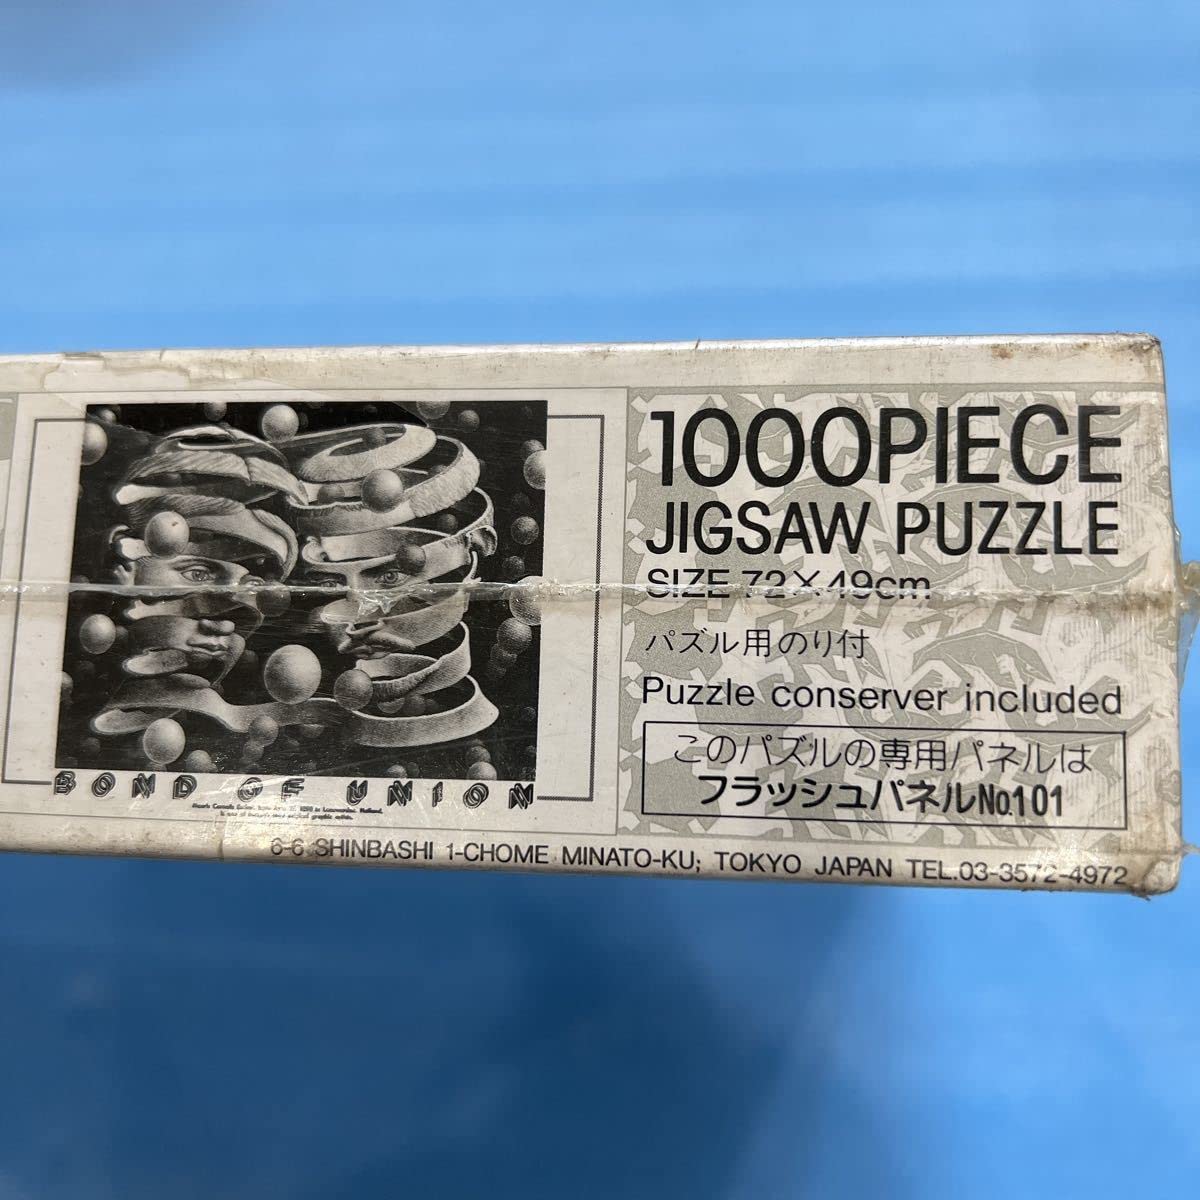 BOND OF UNION
1000PIECE
JIGSAW PUZZLE
SIZE 72×49cm
パズル用のり付
Puzzle conserver included
このパズルの専用パネルは
フラッシュパネルNo.101
6-6 SHINBASHI 1-CHOME MINATO-KU; TOKYO JAPAN TEL.03-3572-4972